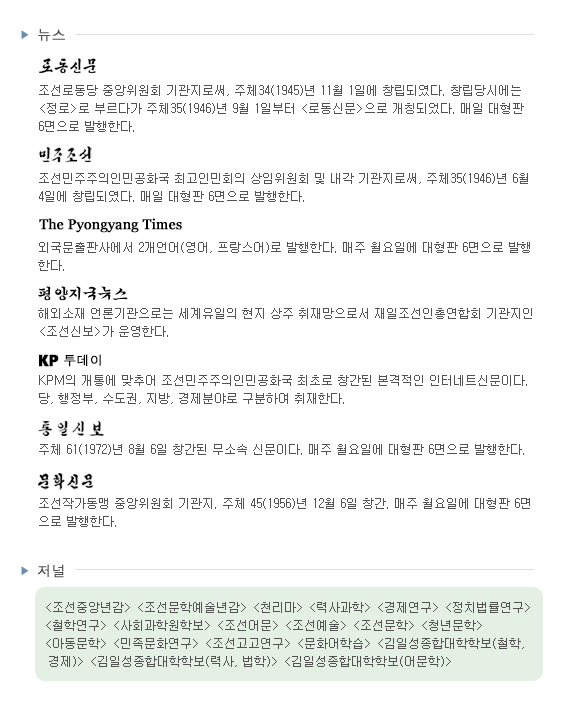 뉴스
로동신문
조선로동당 중앙위원회 기관지로써, 주체34(1945)년 11월 1일에 창립되였다. 창립당시에는
<정로>로 부르다가 주체35(1946)년 9월 1일부터 <로동신문>으로 개칭되었다. 매일 대형판
6면으로 발행한다.
민주조선
조선민주주의인민공화국 최고인민회의 상임위원회 및 내각 기관지로써, 주체35(1946)년 6월
4일에 창립되였다. 매일 대형판 6면으로 발행한다.
The Pyongyang Times
외국문출판사에서 2개언어(영어, 프랑스어)로 발행한다. 매주 월요일에 대형판 6면으로 발행
한다.
평양지국뉴스
해외소재 언론기관으로는 세계유일의 현지 상주 취재망으로서 재일조선인총련합회 기관지인
<조선신보>가 운영한다.
KP 투데이
KPM의 개통에 맞추어 조선민주주의인민공화국 최초로 창간된 본격적인 인터네트신문이다.
당, 행정부, 수도권, 지방, 경제분야로 구분하여 취재한다.
통일신보
주체 61(1972)년 8월 6일 창간된 무소속 신문이다. 매주 월요일에 대형판 6면으로 발행한다.
문학신문
조선작가동맹 중앙위원회 기관지. 주체 45(1956)년 12월 6일 창간. 매주 월요일에 대형판 6면
으로 발행한다.
저널
<조선중앙년감> <조선문학예술년감> <천리마> <력사과학> <경제연구> <정치법률연구>
<철학연구> <사회과학원학보> <조선어문> <조선예술> <조선문학> <청년문학>
<아동문학> <민족문화연구> <조선고고연구> <문화어학습> <김일성종합대학학보(철학,
경제)> <김일성종합대학학보(력사, 법학)> <김일성종합대학학보(어문학)>